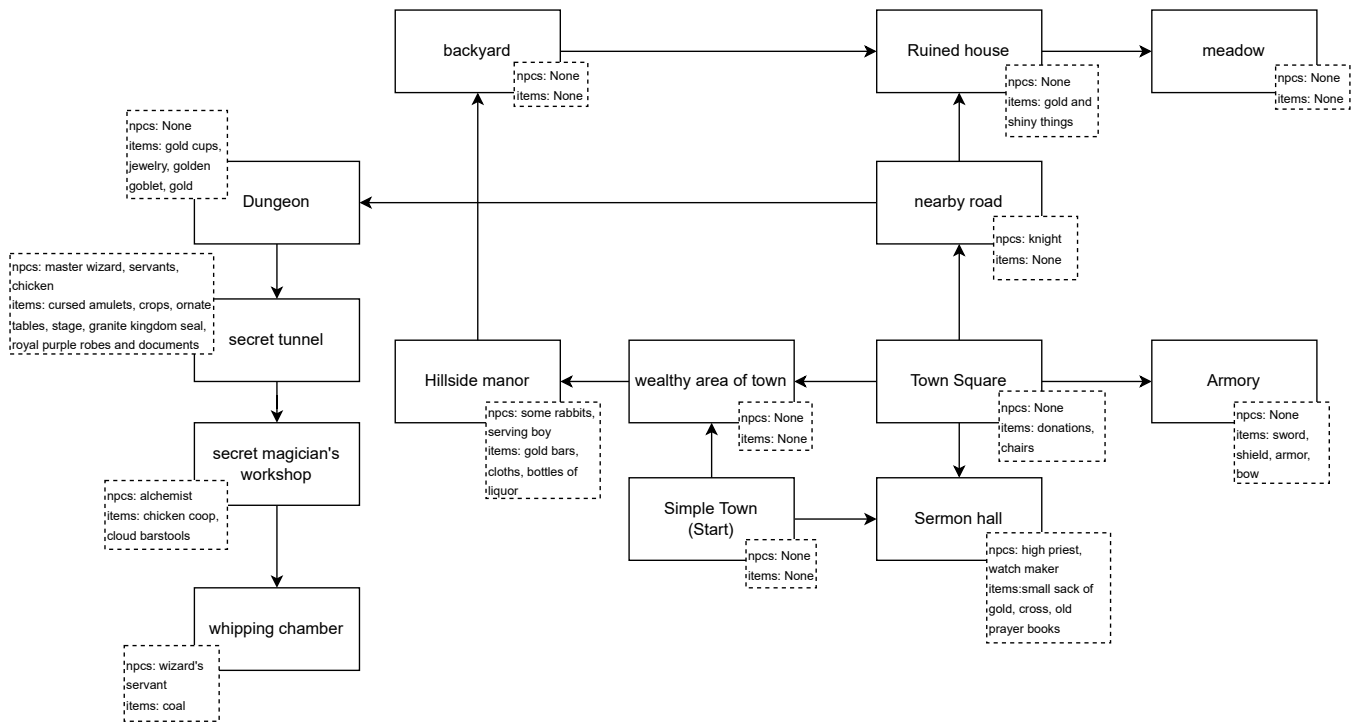 backyard
npcs: None
items: None
Ruined house
npcs: None
items: gold and
shiny things
meadow
npcs: None
items: None
npcs: None
items: gold cups,
jewelry, golden
goblet, gold
Dungeon
nearby road
npcs: knight
items: None
npcs: master wizard, servants,
chicken
items: cursed amulets, crops, ornate
tables, stage, granite kingdom seal,
royal purple robes and documents
secret tunnel
Hillside manor
npcs: some rabbits,
serving boy
items: gold bars,
cloths, bottles of
liquor
wealthy area of town
npcs: None
items: None
Town Square
npcs: None
items: donations,
chairs
Armory
npcs: None
items: sword,
shield, armor,
bow
secret magician's
workshop
npcs: alchemist
items: chicken coop,
cloud barstools
Simple Town
(Start)
npcs: None
items: None
Sermon hall
npcs: high priest,
watch maker
items:small sack of
gold, cross, old
prayer books
whipping chamber
npcs: wizard's
servant
items: coal